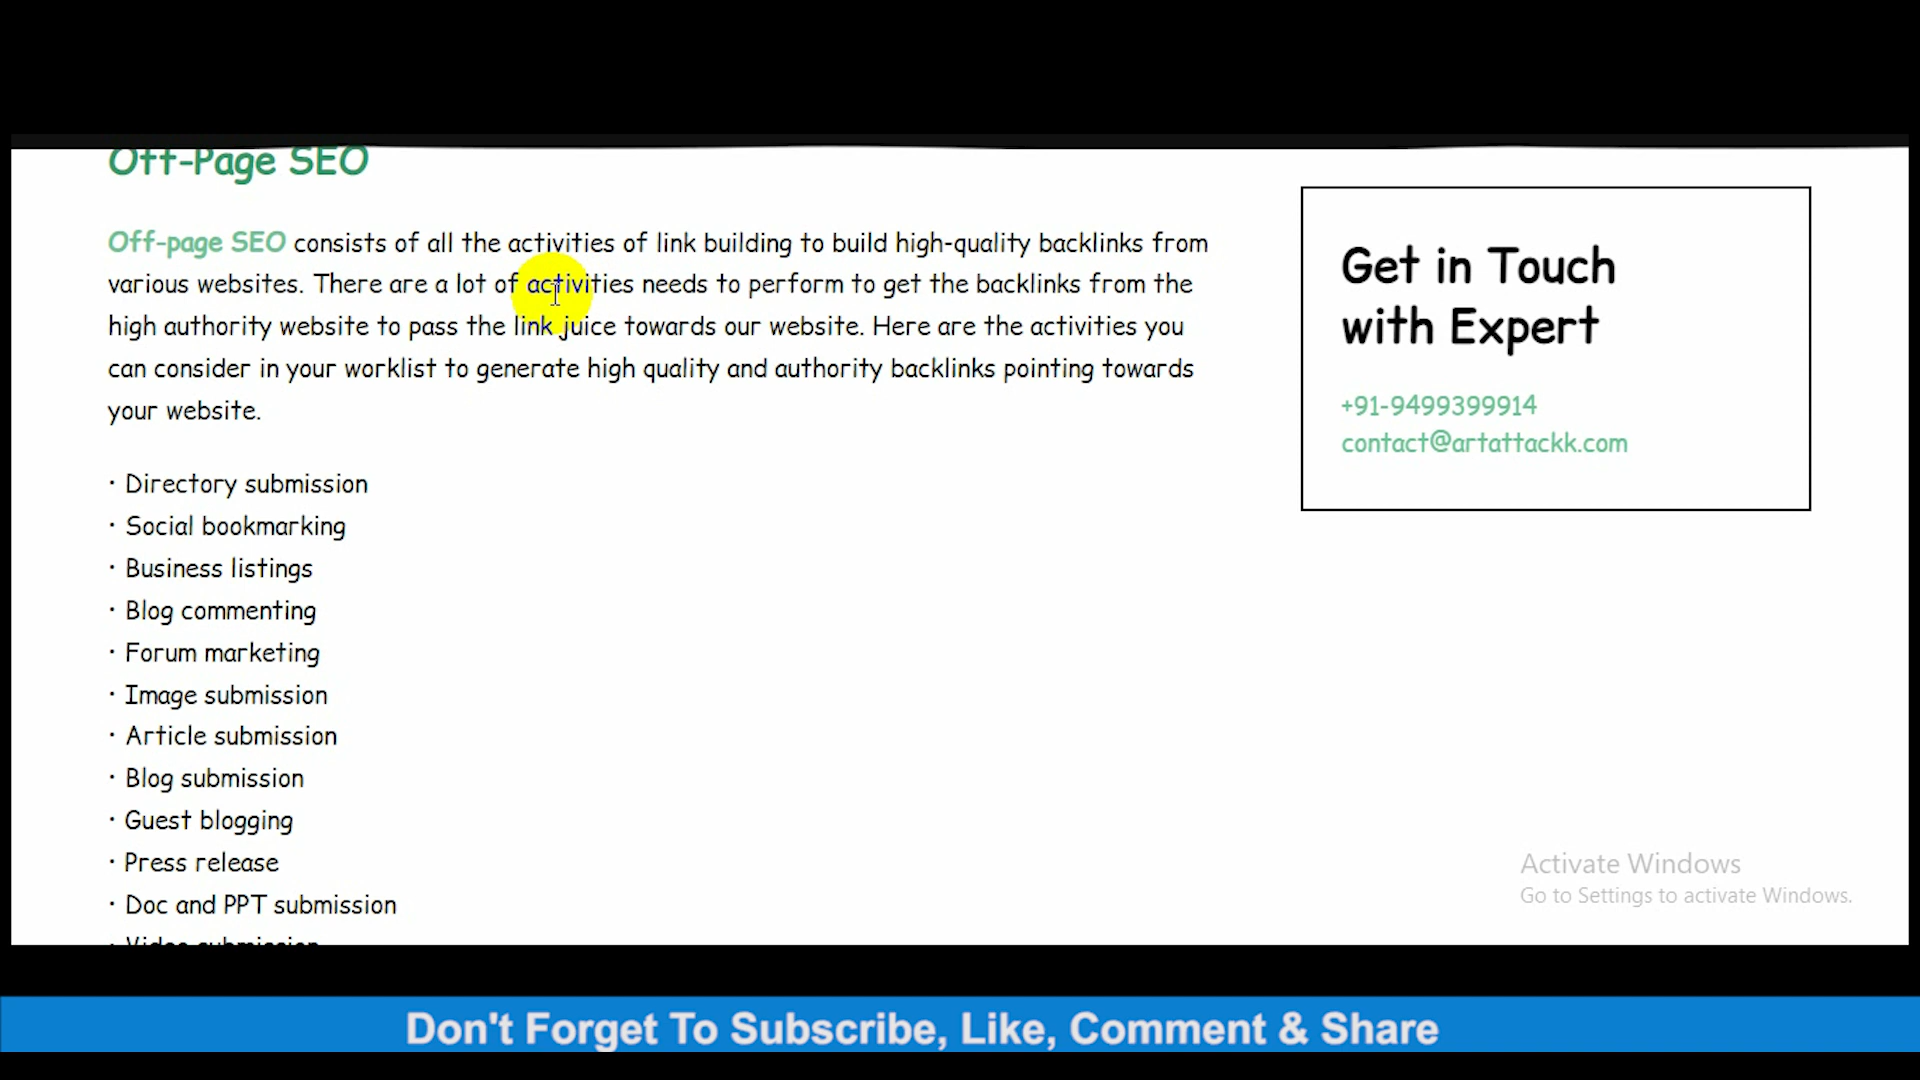 Off-Page SEO
Off-page SEO consists of all the activities of link building to build high-quality backlinks from
various websites. There are a lot of activities needs to perform to get the backlinks from the
high authority website to pass the link juice towards our website. Here are the activities you
can consider in your worklist to generate high quality and authority backlinks pointing towards
your website.
• Directory submission
• Social bookmarking
• Business listings
• Blog commenting
• Forum marketing
• Image submission
• Article submission
• Blog submission
• Guest blogging
• Press release
• Doc and PPT submission
• Video submission
Get in Touch
with Expert
+91-9499399914
contact@artattackk.com
Activate Windows
Go to Settings to activate Windows.
Don't Forget To Subscribe, Like, Comment & Share